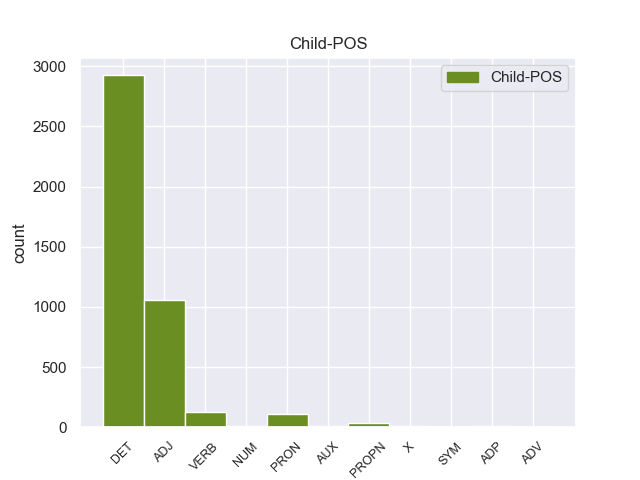 Child-POS
Child-POS
3000
2500
2000
1500
1000
500
0
count
DET ADJ VERB NUM PRON AUX PROPN X SYM ADP ADV